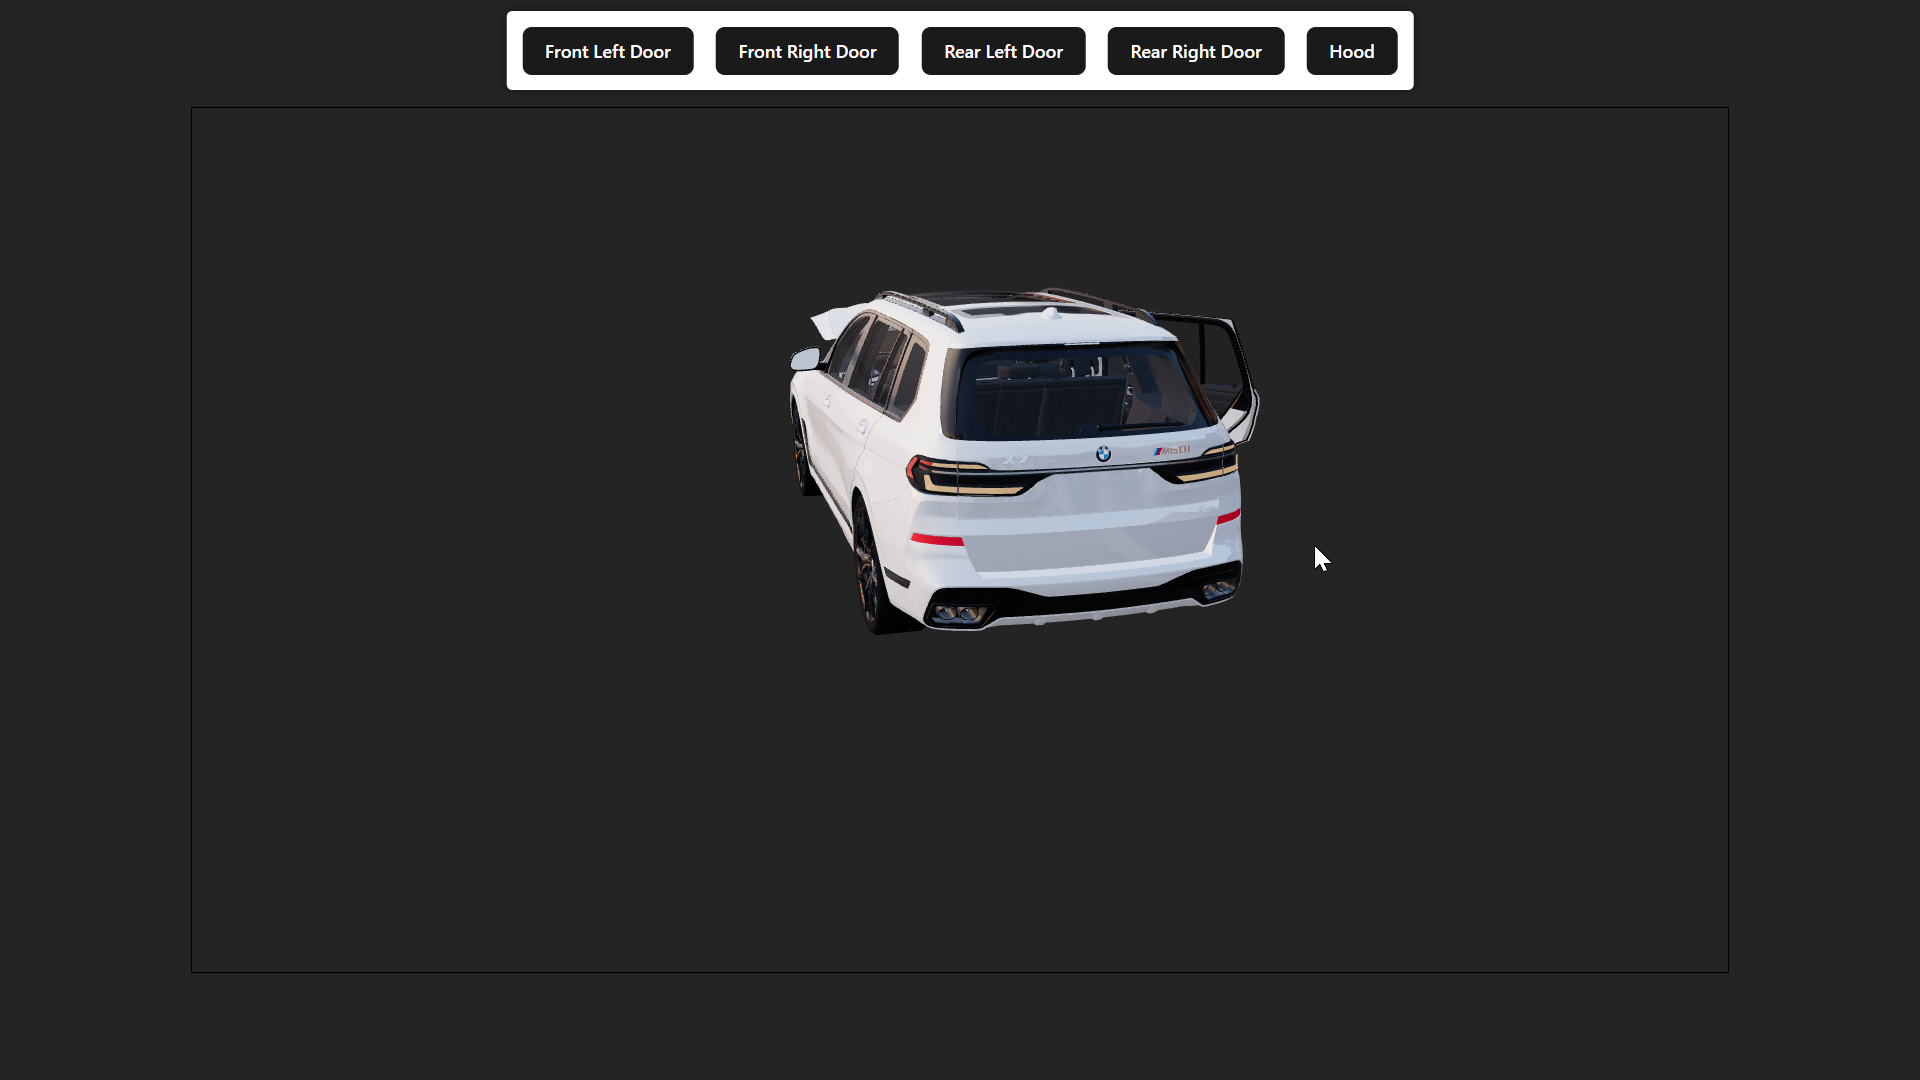 Front Left Door
Front Right Door
Rear Left Door
Rear Right Door
Hood
X7
M60i